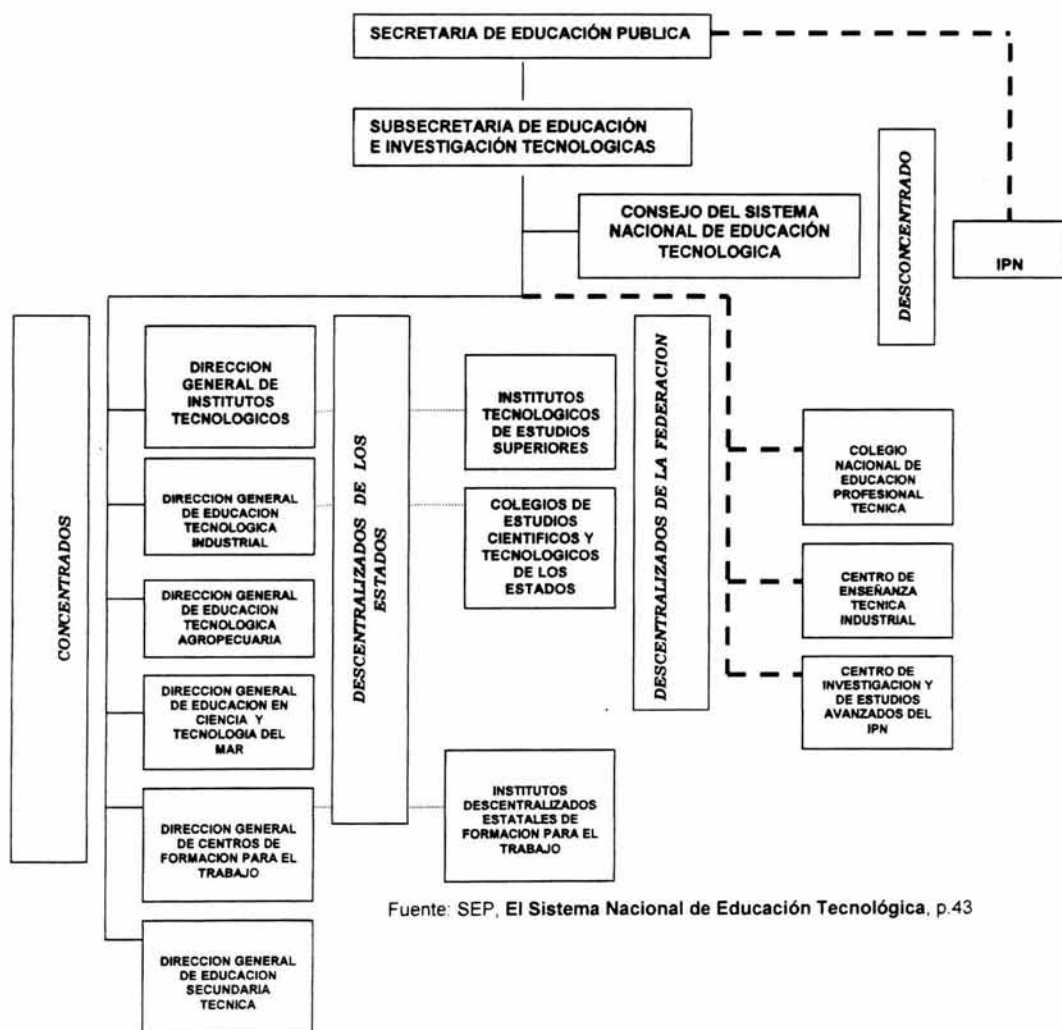 SECRETARIA DE EDUCACIÓN PUBLICA
SUBSECRETARIA DE EDUCACIÓN
E INVESTIGACIÓN TECNOLOGICAS
CONSEJO DEL SISTEMA
NACIONAL DE EDUCACIÓN
TECNOLOGICA
DESCONCENTRADO
IPN
CONCENTRADOS
DIRECCION
GENERAL DE
INSTITUTOS
TECNOLOGICOS
DIRECCION GENERAL
DE EDUCACION
TECNOLOGICA
INDUSTRIAL
DIRECCION GENERAL
DE EDUCACION
TECNOLOGICA
AGROPECUARIA
DIRECCION GENERAL
DE EDUCACION EN
CIENCIA Y
TECNOLOGIA DEL
MAR
DIRECCION GENERAL
DE CENTROS DE
FORMACION PARA EL
TRABAJO
DIRECCION GENERAL
DE EDUCACION
SECUNDARIA
TECNICA
DESCENTRALIZADOS DE LOS
ESTADOS
INSTITUTOS
TECNOLOGICOS
DE ESTUDIOS
SUPERIORES
COLEGIOS DE
ESTUDIOS
CIENTIFICOS Y
TECNOLOGICOS
DE LOS
ESTADOS
INSTITUTOS
DESCENTRALIZADOS
ESTATALES DE
FORMACION PARA EL
TRABAJO
DESCENTRALIZADOS DE LA FEDERACION
COLEGIO
NACIONAL DE
EDUCACION
PROFESIONAL
TECNICA
CENTRO DE
ENSEÑANZA
TECNICA
INDUSTRIAL
CENTRO DE
INVESTIGACION Y
DE ESTUDIOS
AVANZADOS DEL
IPN
Fuente: SEP, El Sistema Nacional de Educación Tecnológica, p.43